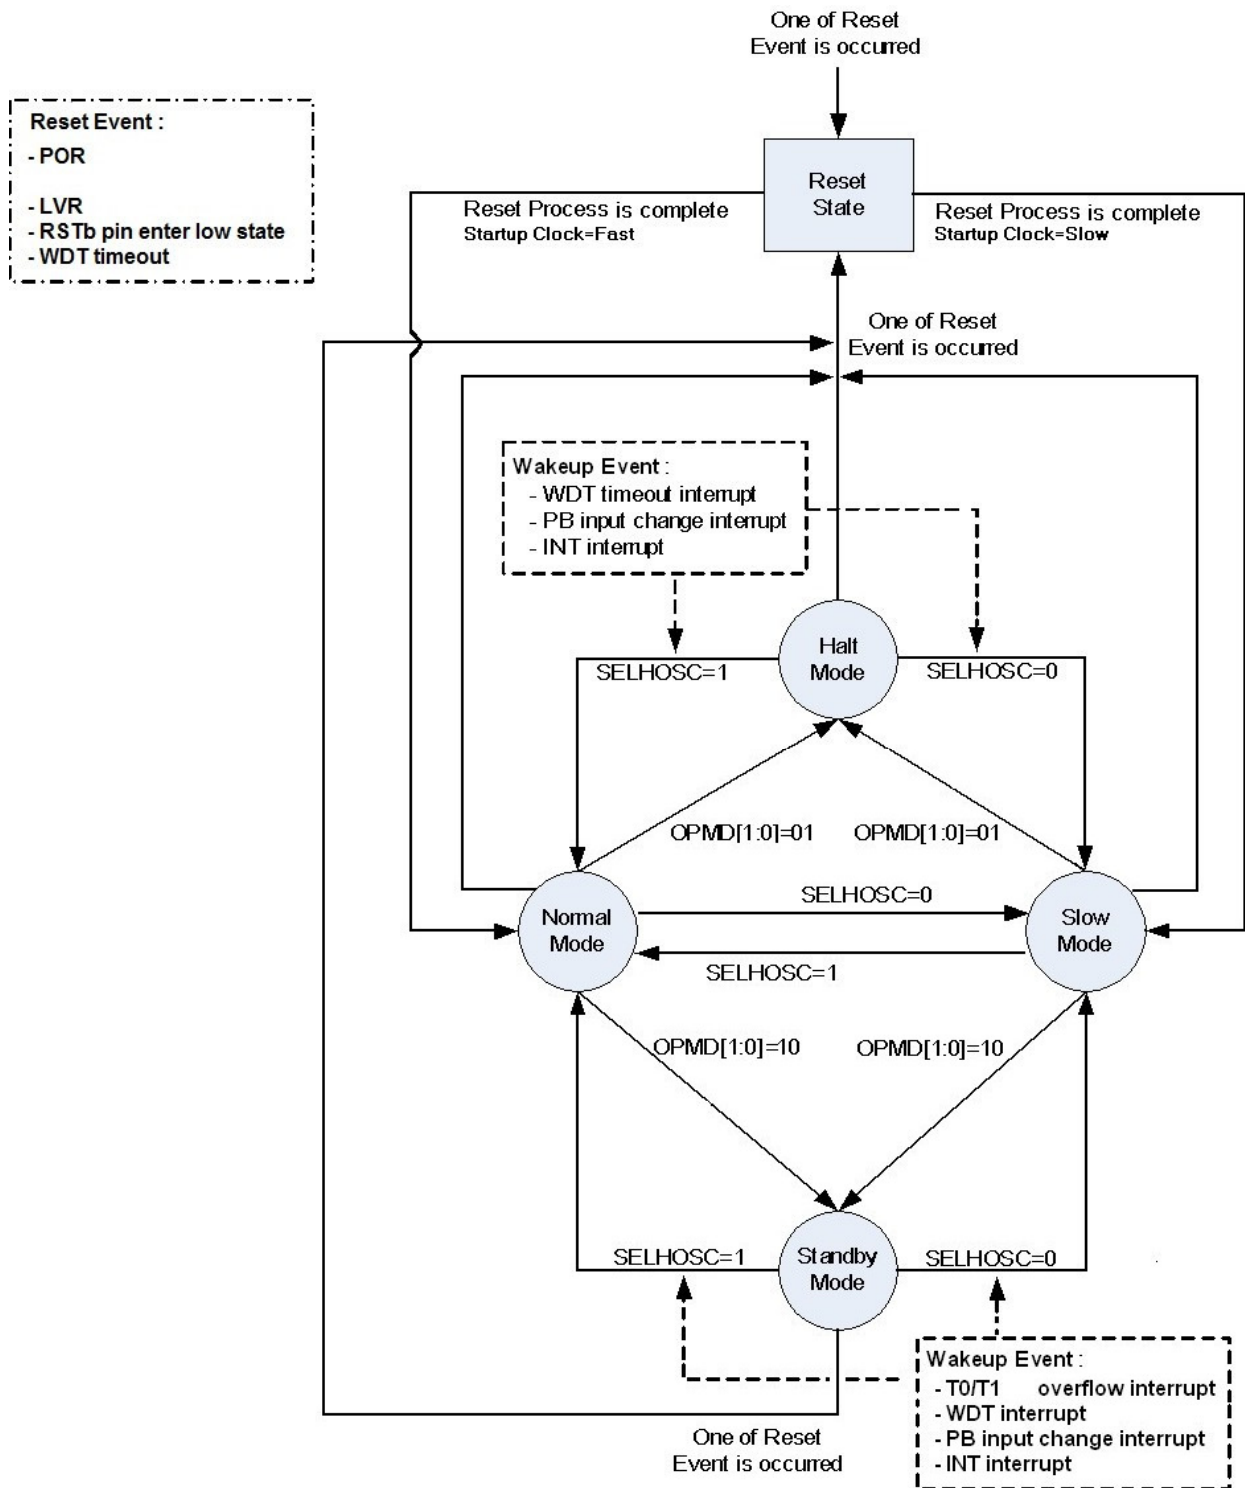 One of Reset
Event is occurred
Reset Event :
- POR
- LVR
- RSTb pin enter low state
- WDT timeout
Reset
State
Reset Process is complete
Startup Clock=Fast
Reset Process is complete
Startup Clock=Slow
One of Reset
Event is occurred
Wakeup Event :
- WDT timeout interrupt
- PB input change interrupt
- INT interrupt
Halt
Mode
SELHOSC=1
SELHOSC=0
OPMD[1:0]=01
OPMD[1:0]=01
Normal
Mode
SELHOSC=0
SELHOSC=1
Slow
Mode
OPMD[1:0]=10
OPMD[1:0]=10
SELHOSC=1
Standby
Mode
SELHOSC=0
One of Reset
Event is occurred
Wakeup Event :
- T0/T1 overflow interrupt
- WDT interrupt
- PB input change interrupt
- INT interrupt